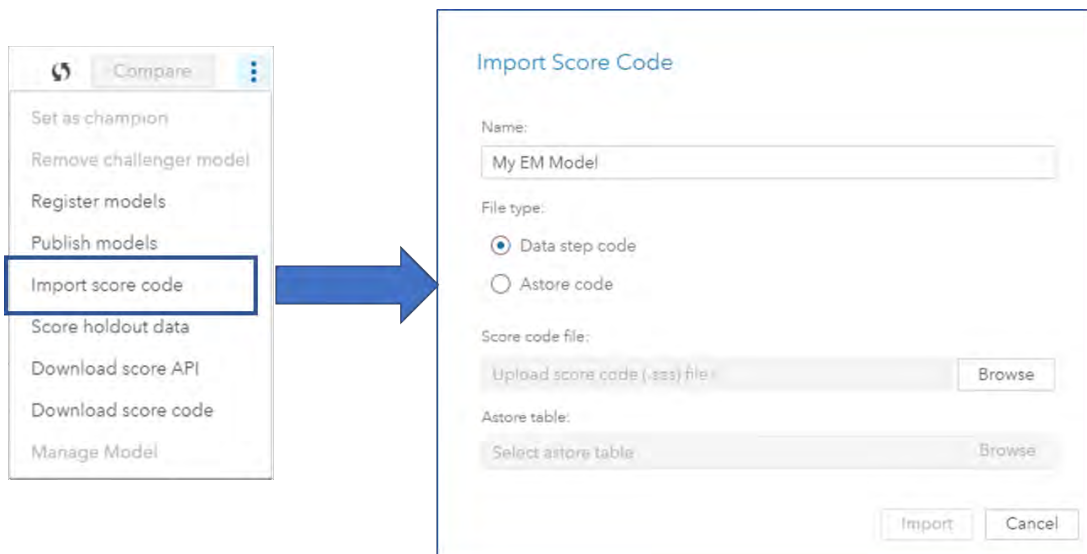 Compare
Set as champion
Remove challenger model
Register models
Publish models
Import score code
Score holdout data
Download score API
Download score code
Manage Model
Import Score Code
Name:
My EM Model
File type:
Data step code
Astore code
Score code file:
Upload score code (.sas) file
Browse
Astore table:
Select astore table
Browse
Import
Cancel